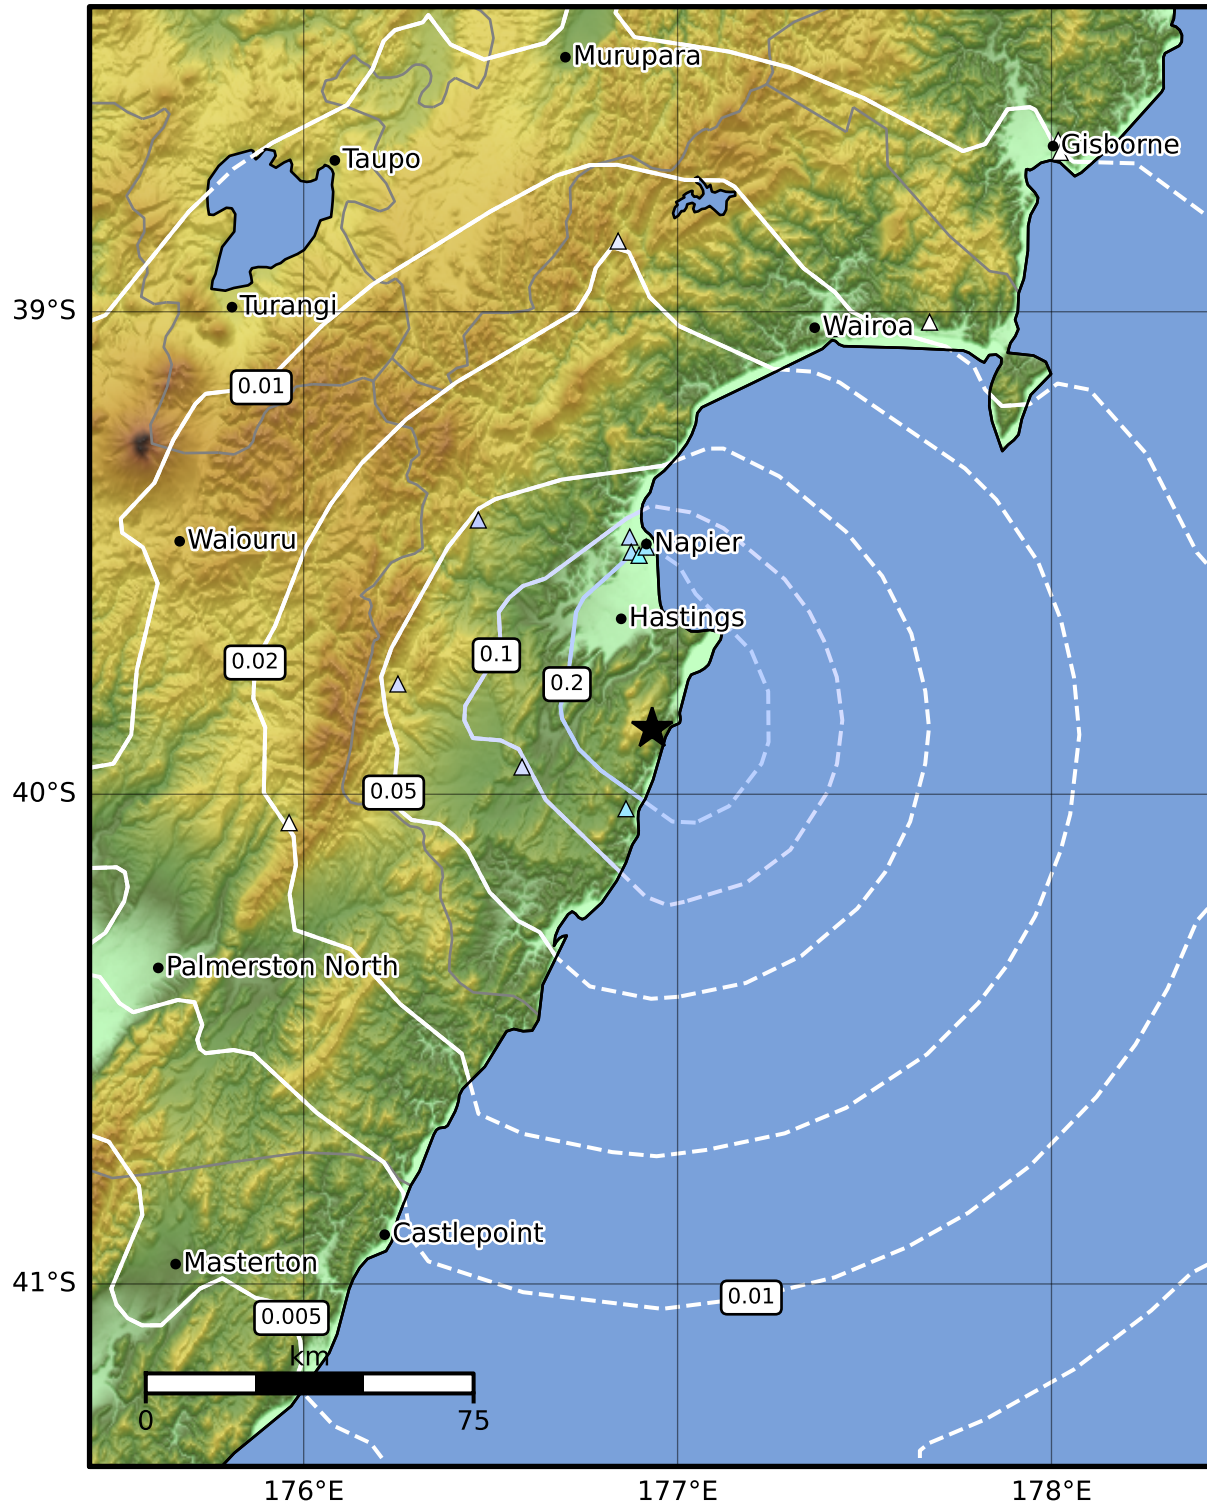 Murupara
Gisborne
Taupo
Turangi
39°S
Wairoa
0.01
Waiouru
Napier
Hastings
0.1
0.02
0.2
40°S
0.05
Palmerston North
Castlepoint
Masterton
41°S
0.01
0.005
km
0 75
176°E 177°E 178°E